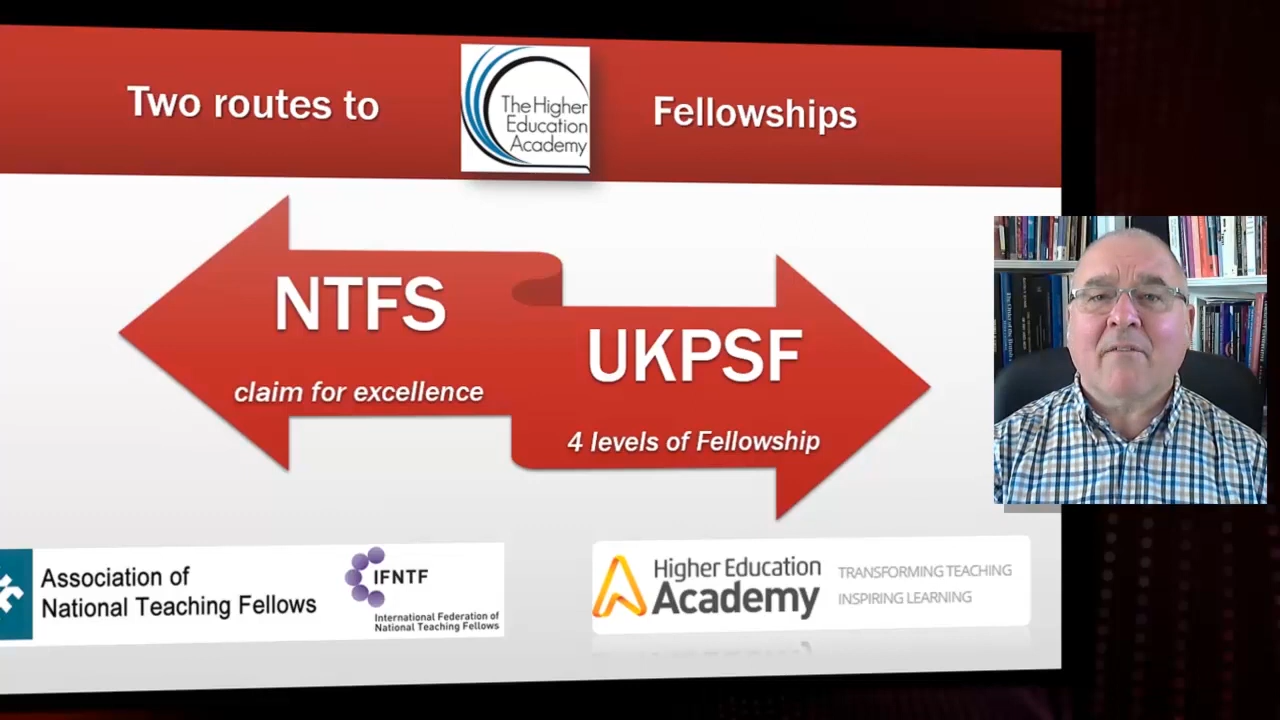 Two routes to
The Higher
Education
Academy
Fellowships
NTFS
claim for excellence
UKPSF
4 levels of Fellowship
Association of
National Teaching Fellows
IFNTF
International Federation of
National Teaching Fellows
Higher Education
Academy
TRANSFORMING TEACHING
INSPIRING LEARNING